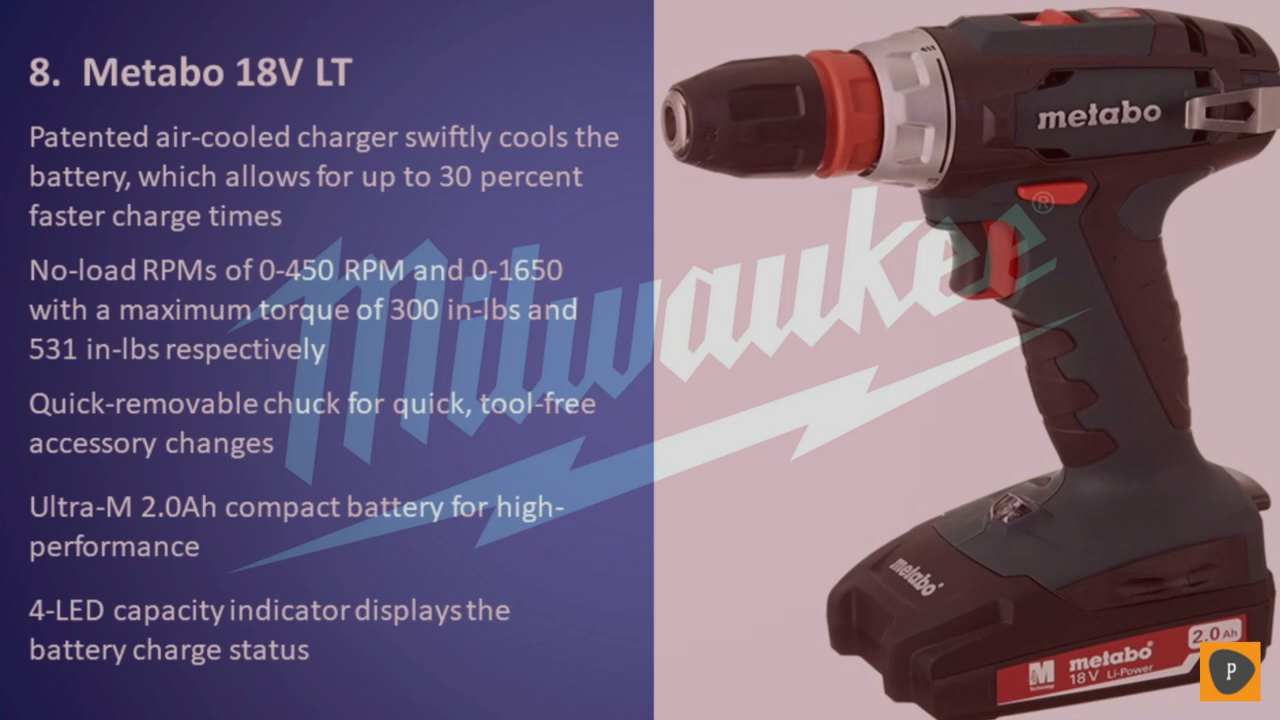 8. Metabo 18V LT
Patented air-cooled charger swiftly cools the
battery, which allows for up to 30 percent
faster charge times
No-load RPMs of 0-450 RPM and 0-1650
with a maximum torque of 300 in-lbs and
531 in-lbs respectively
Quick-removable chuck for quick, tool-free
accessory changes
Ultra-M 2.0Ah compact battery for high-
performance
4-LED capacity indicator displays the
battery charge status
Milwaukee ®
metabo
metabo
2.0 Ah
M metabo
18V Li-Power
P